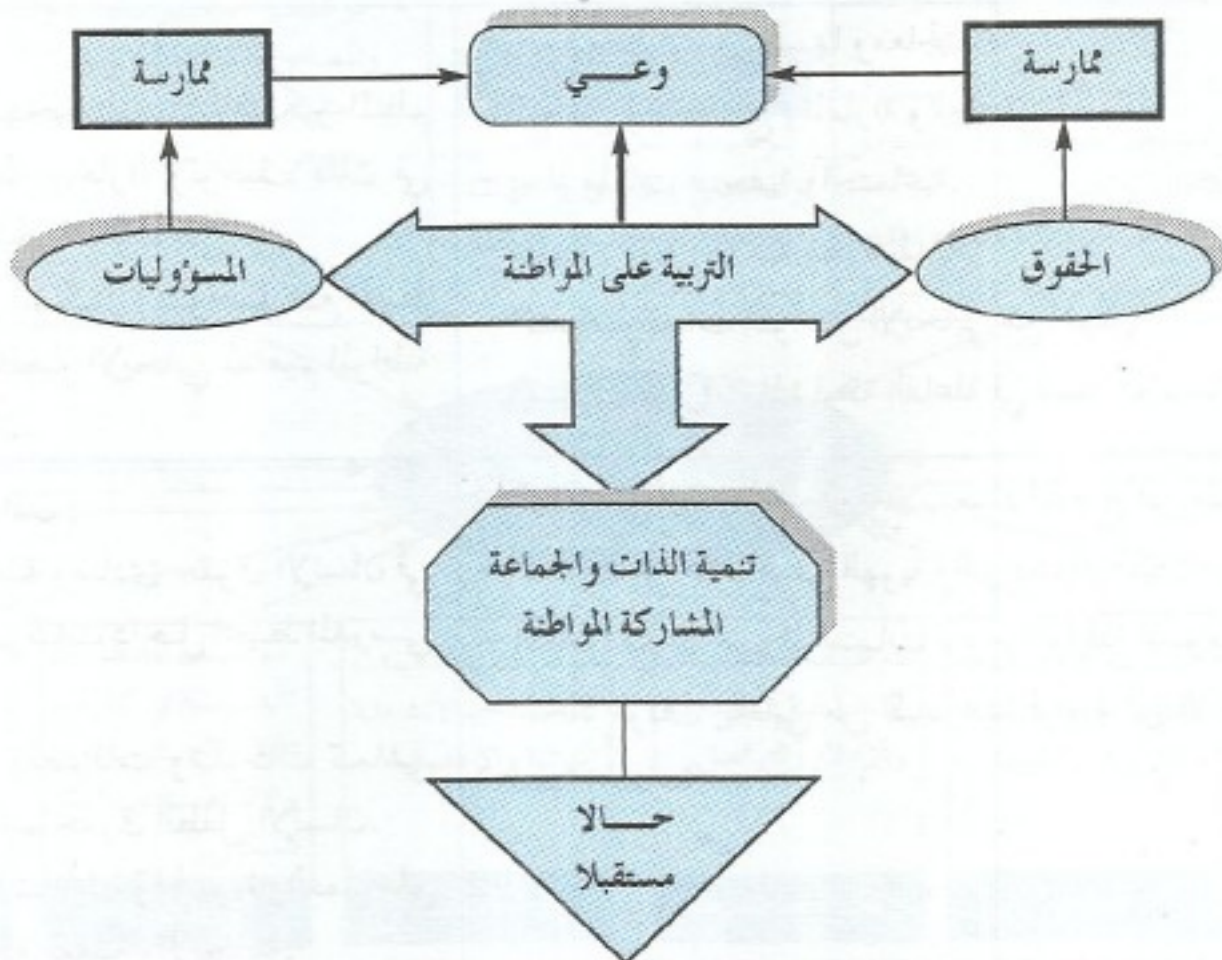 ممارسة
وعـــي
ممارسة
الحقوق
التربية على المواطنة
المسؤوليات
تنمية الذات والجماعة
المشاركة المواطنة
حـــالا
مستقبلا